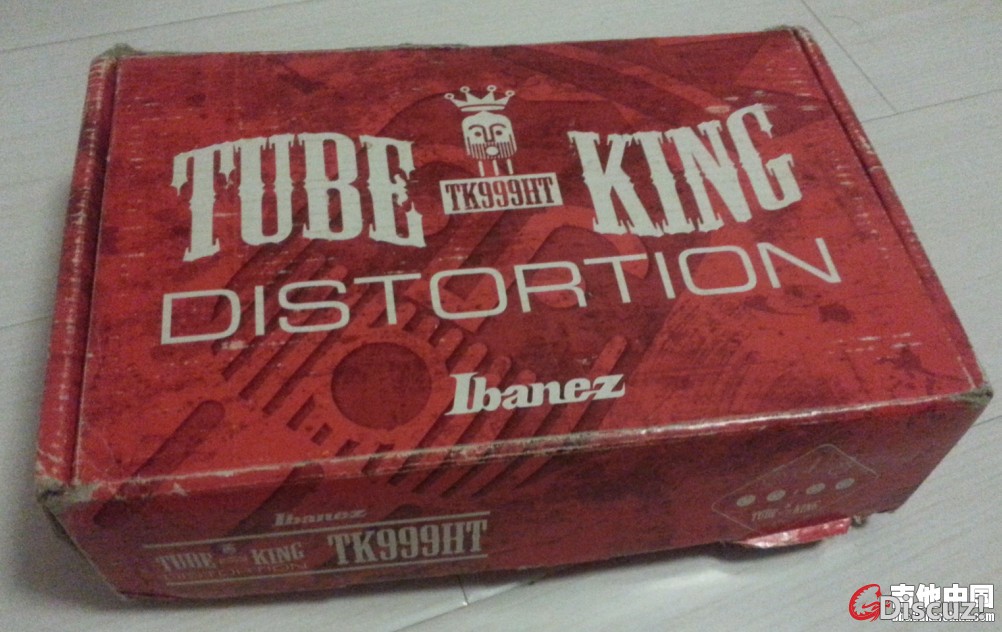 TUBE KING
TK999HT
DISTORTION
Ibanez
Ibanez
TUBE KING
DISTORTION
TK999HT
TUBE KING
吉他中国
Discuz!